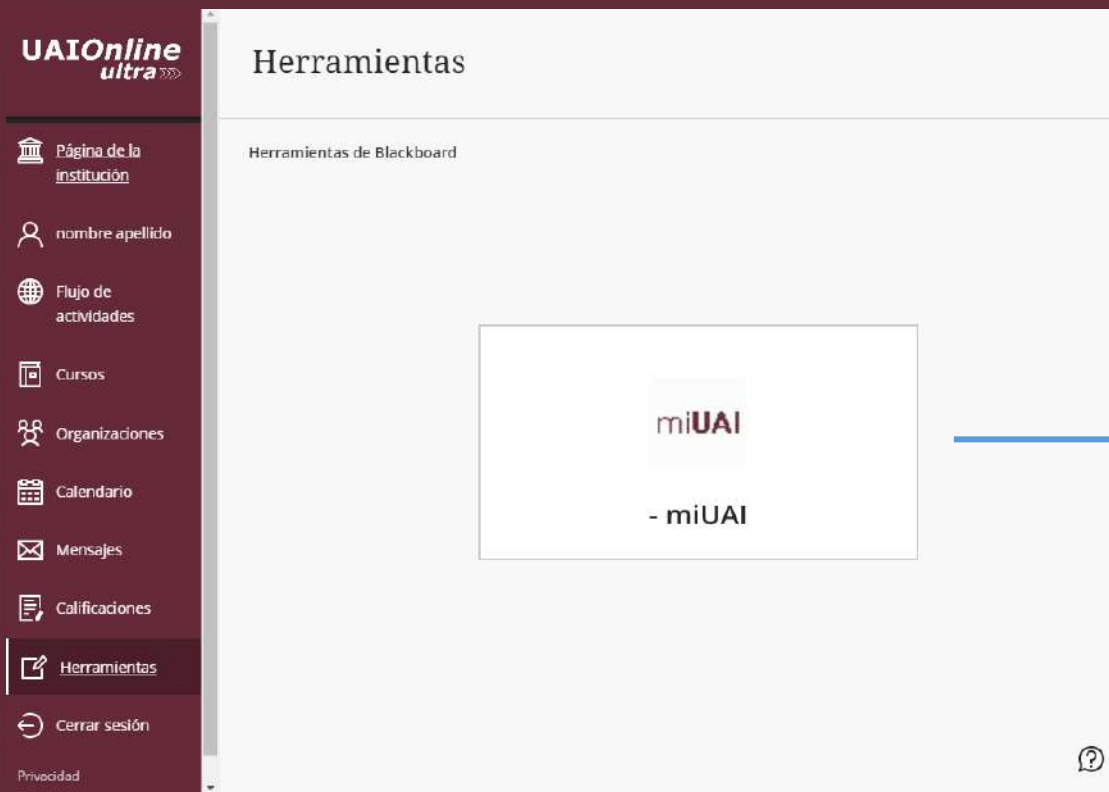 UAIOnline
ultra
Página de la
institución
nombre apellido
Flujo de
actividades
Cursos
Organizaciones
Calendario
Mensajes
Calificaciones
Herramientas
Cerrar sesión
Privacidad
Herramientas
Herramientas de Blackboard
miUAI
- miUAI